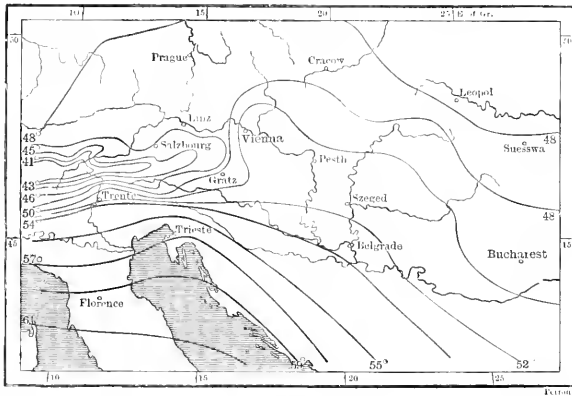 10 15 20 25 E. of Gr.
50 50
Prague
Cracow
Leopol
Linz
48
45
41
Salzbourg
Vienna
48
Suesswa
Pesth
43
46
50
54
Gratz
Trente
Szeged
48
45
Trieste
Belgrade
57°
Bucharest
Florence
55° 52
10 15 20 25